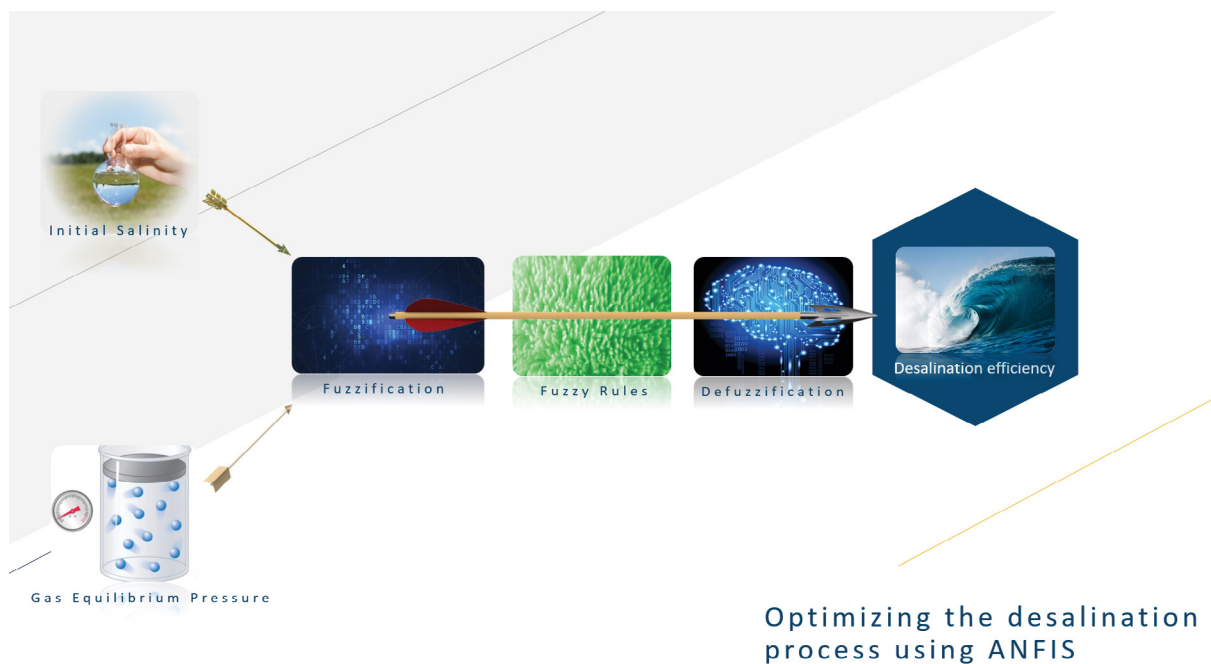 Initial Salinity
Fuzzification
Fuzzy Rules
Defuzzification
Desalination efficiency
Gas Equilibrium Pressure
Optimizing the desalination
process using ANFIS